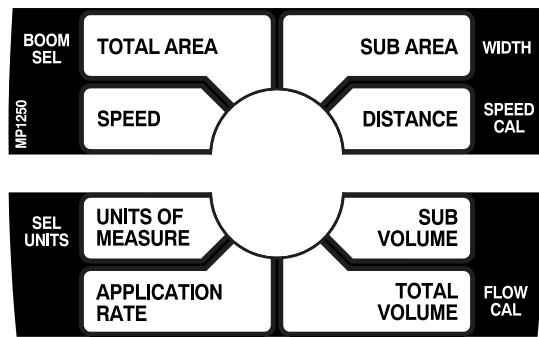 BOOM
SEL
TOTAL AREA
SUB AREA
WIDTH
MP1250
SPEED
DISTANCE
SPEED
CAL
SEL
UNITS
UNITS OF
MEASURE
SUB
VOLUME
APPLICATION
RATE
TOTAL
VOLUME
FLOW
CAL